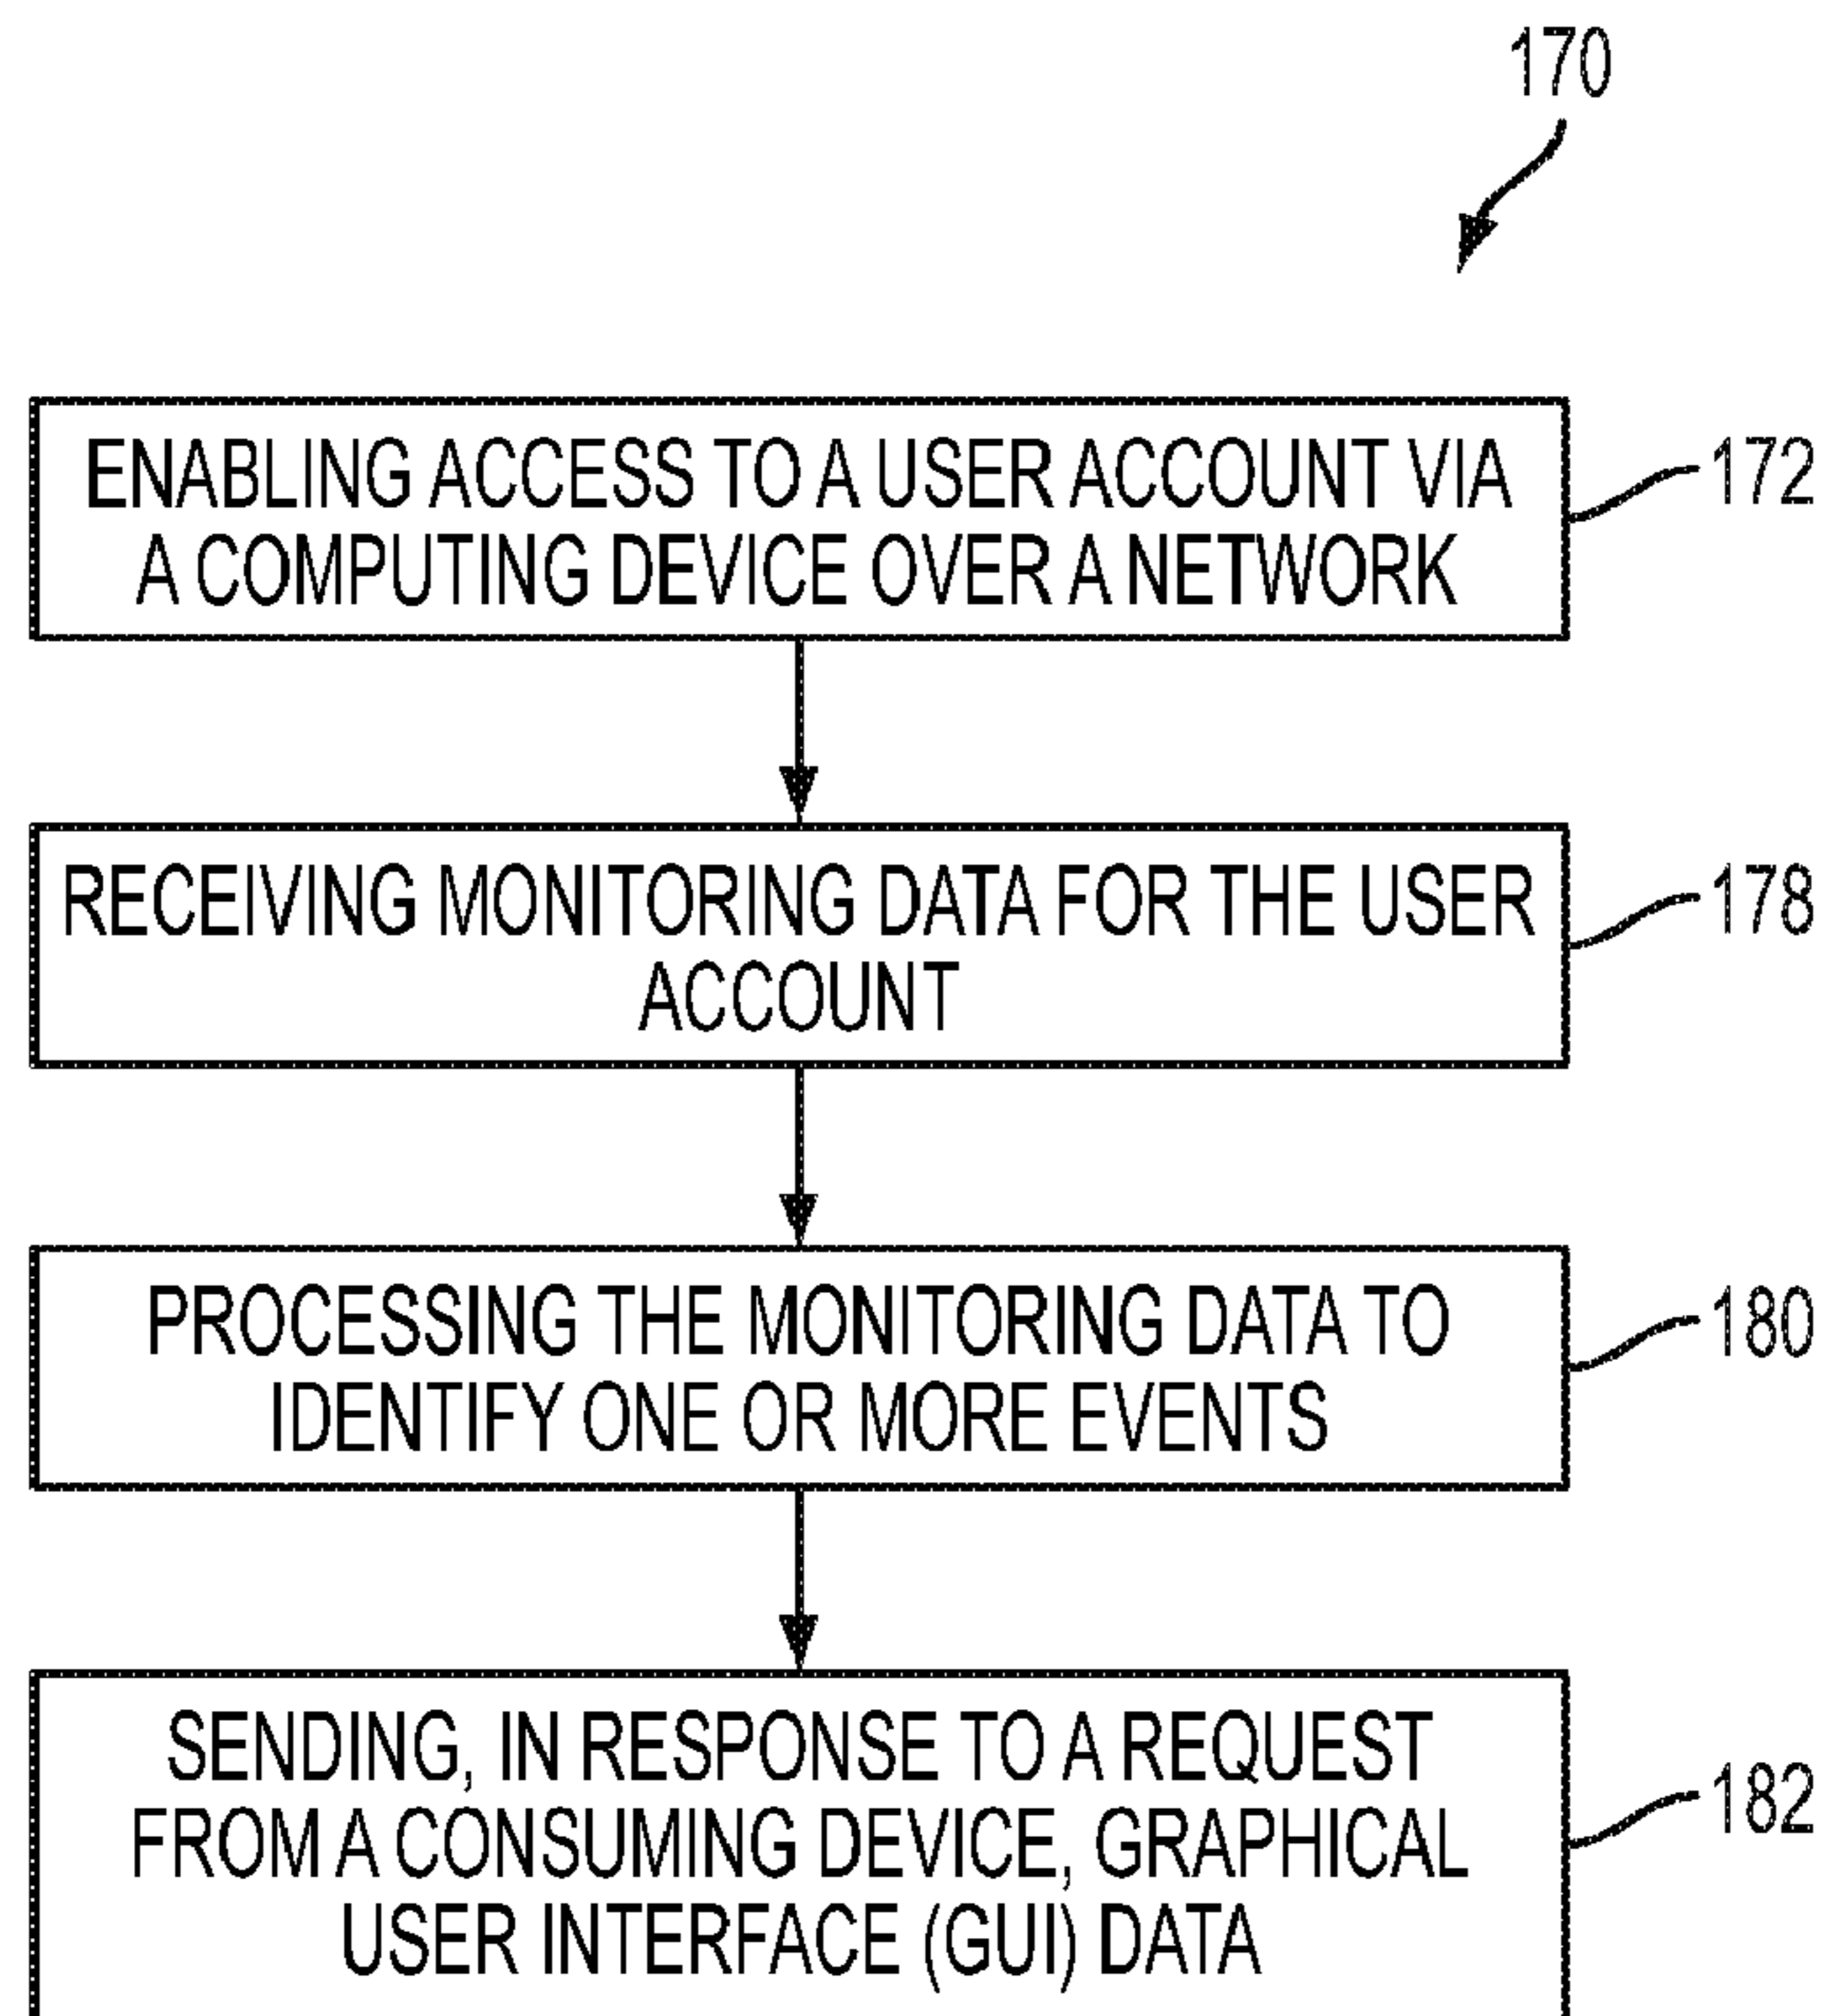 170
ENABLING ACCESS TO A USER ACCOUNT VIA
A COMPUTING DEVICE OVER A NETWORK
172
RECEIVING MONITORING DATA FOR THE USER
ACCOUNT
178
PROCESSING THE MONITORING DATA TO
IDENTIFY ONE OR MORE EVENTS
180
SENDING, IN RESPONSE TO A REQUEST
FROM A CONSUMING DEVICE, GRAPHICAL
USER INTERFACE (GUI) DATA
182